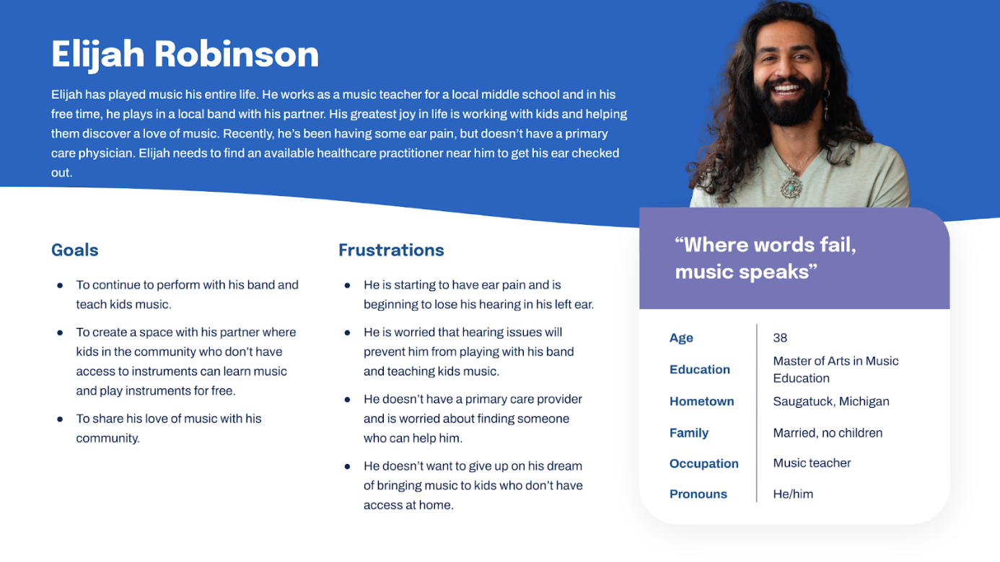 Elijah Robinson
Elijah has played music his entire life. He works as a music teacher for a local middle school and in his
free time, he plays in a local band with his partner. His greatest joy in life is working with kids and helping
them discover a love of music. Recently, he’s been having some ear pain, but doesn’t have a primary
care physician. Elijah needs to find an available healthcare practitioner near him to get his ear checked
out.
Goals
● To continue to perform with his band and
teach kids music.
● To create a space with his partner where
kids in the community who don’t have
access to instruments can learn music
and play instruments for free.
● To share his love of music with his
community.
Frustrations
● He is starting to have ear pain and is
beginning to lose his hearing in his left ear.
● He is worried that hearing issues will
prevent him from playing with his band
and teaching kids music.
● He doesn’t have a primary care provider
and is worried about finding someone
who can help him.
● He doesn’t want to give up on his dream
of bringing music to kids who don’t have
access at home.
“Where words fail,
music speaks”
Age 38
Education Master of Arts in Music
Education
Hometown Saugatuck, Michigan
Family Married, no children
Occupation Music teacher
Pronouns He/him